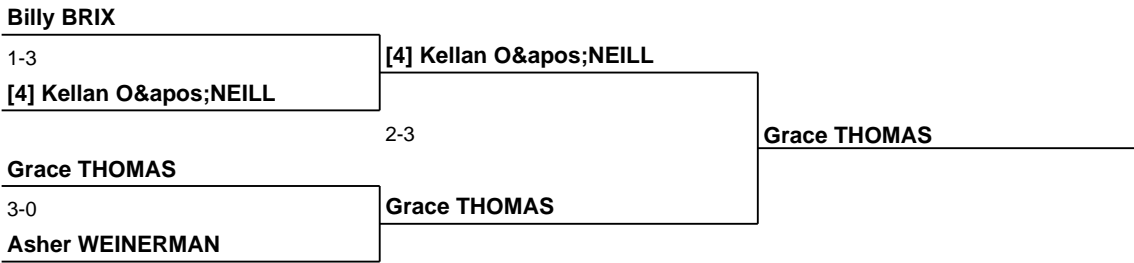 Billy BRIX
1-3
[4] Kellan O&apos;NEILL
[4] Kellan O&apos;NEILL
2-3
Grace THOMAS
Grace THOMAS
3-0
Grace THOMAS
Asher WEINERMAN